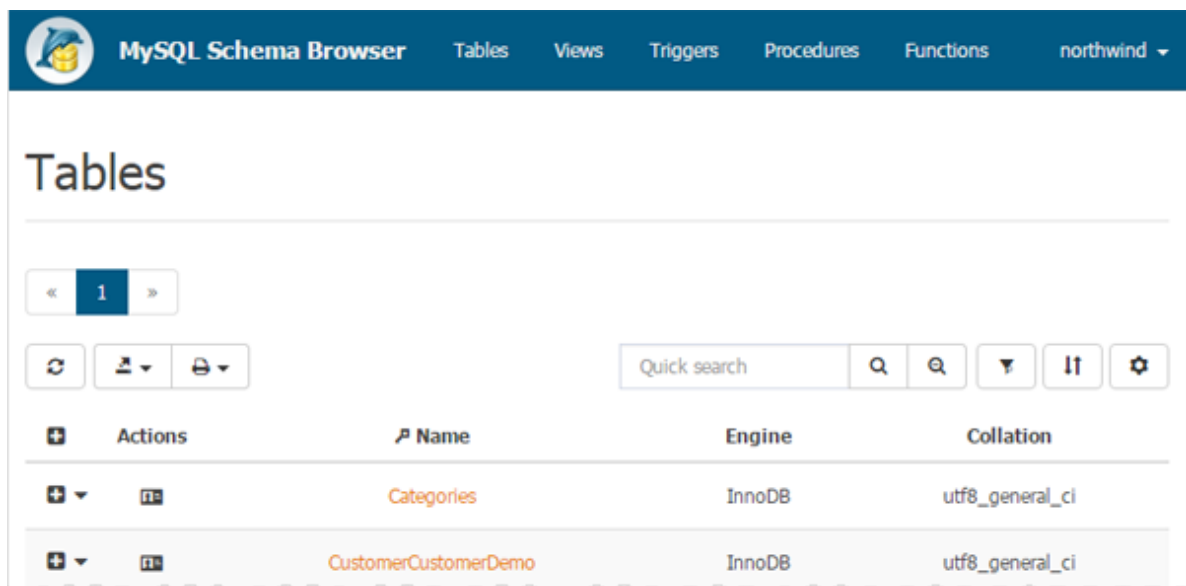 MySQL Schema Browser Tables Views Triggers Procedures Functions northwind
Tables
« 1 »
Quick search
Actions Name Engine Collation
Categories InnoDB utf8_general_ci
CustomerCustomerDemo InnoDB utf8_general_ci